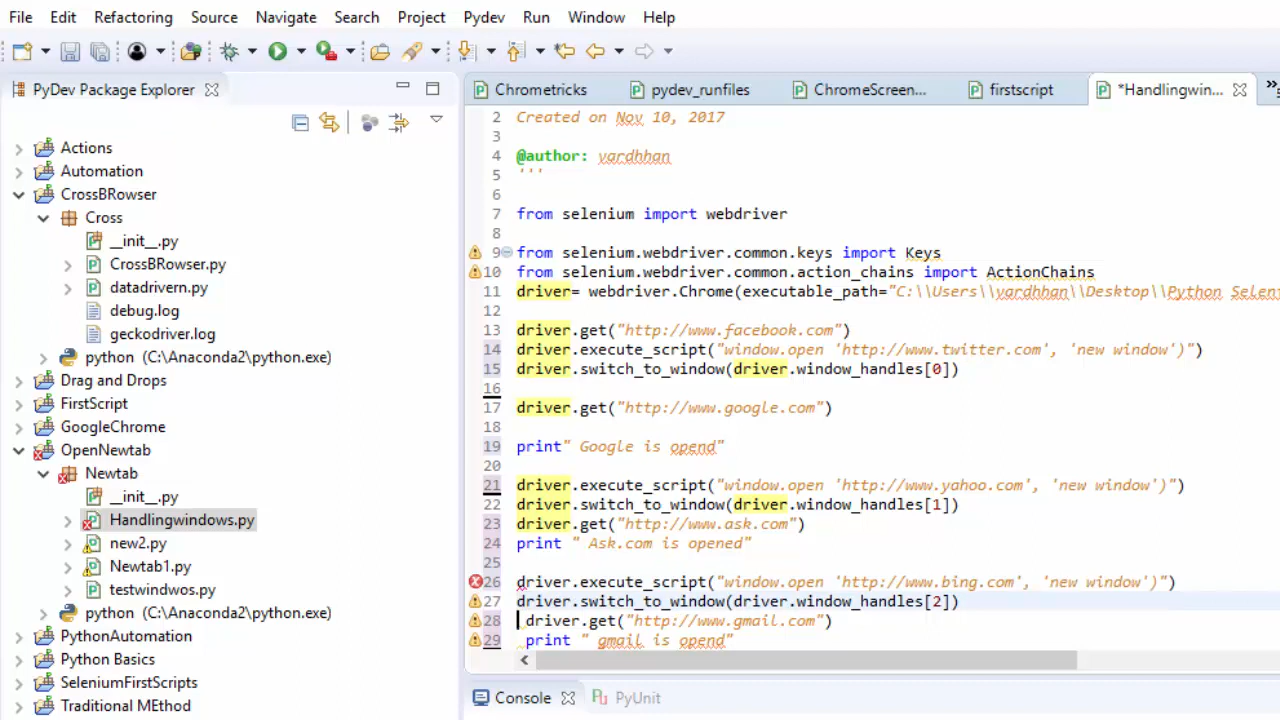 File Edit Refactoring Source Navigate Search Project Pydev Run Window Help
PyDev Package Explorer
Actions
Automation
CrossBRowser
Cross
__init__.py
CrossBRowser.py
datadrivern.py
debug.log
geckodriver.log
python (C:\Anaconda2\python.exe)
Drag and Drops
FirstScript
GoogleChrome
OpenNewtab
Newtab
__init__.py
Handlingwindows.py
new2.py
Newtab1.py
testwindwos.py
python (C:\Anaconda2\python.exe)
PythonAutomation
Python Basics
SeleniumFirstScripts
Traditional MEthod
Chrometricks pydev_runfiles ChromeScreen... firstscript *Handlingwin...
2 Created on Nov 10, 2017
3
4 @author: vardhhan
5 '''
6
7 from selenium import webdriver
8
9 from selenium.webdriver.common.keys import Keys
10 from selenium.webdriver.common.action_chains import ActionChains
11 driver= webdriver.Chrome(executable_path="C:\\Users\\vardhhan\\Desktop\\Python Seleni
12
13 driver.get("http://www.facebook.com")
14 driver.execute_script("window.open 'http://www.twitter.com', 'new window')")
15 driver.switch_to_window(driver.window_handles[0])
16
17 driver.get("http://www.google.com")
18
19 print" Google is opend"
20
21 driver.execute_script("window.open 'http://www.yahoo.com', 'new window')")
22 driver.switch_to_window(driver.window_handles[1])
23 driver.get("http://www.ask.com")
24 print " Ask.com is opened"
25
26 driver.execute_script("window.open 'http://www.bing.com', 'new window')")
27 driver.switch_to_window(driver.window_handles[2])
28 driver.get("http://www.gmail.com")
29 print " gmail is opend"
Console PyUnit